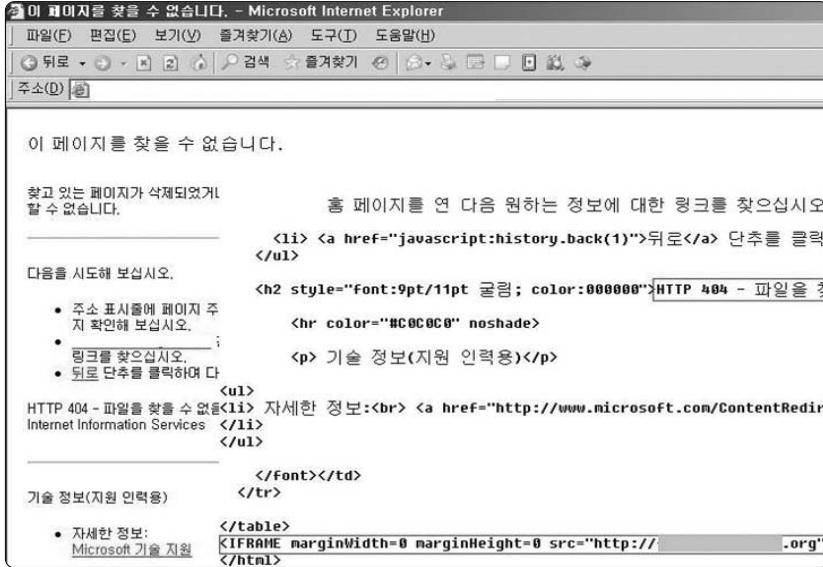 이 페이지를 찾을 수 없습니다. - Microsoft Internet Explorer
파일(F) 편집(E) 보기(V) 즐겨찾기(A) 도구(T) 도움말(H)
뒤로 검색 즐겨찾기
주소(D)
이 페이지를 찾을 수 없습니다.
찾고 있는 페이지가 삭제되었거나
할 수 없습니다.
다음을 시도해 보십시오.
• 주소 표시줄에 페이지 주
지 확인해 보십시오.
링크를 찾으십시오.
• 뒤로 단추를 클릭하며 다
HTTP 404 - 파일을 찾을 수 없음
Internet Information Services
기술 정보(지원 인력용)
• 자세한 정보:
Microsoft 기술 지원
홈 페이지를 연 다음 원하는 정보에 대한 링크를 찾으십시오
<li> <a href="javascript:history.back(1)">뒤로</a> 단추를 클릭
</ul>
<h2 style="font:9pt/11pt 굴림; color:000000">HTTP 404 - 파일을 찾
<hr color="#C0C0C0" noshade>
<p> 기술 정보(지원 인력용)</p>
<ul>
<li> 자세한 정보:<br> <a href="http://www.microsoft.com/ContentRedir
</li>
</ul>
</font></td>
</tr>
</table>
<IFRAME marginWidth=0 marginHeight=0 src="http:// .org"
</html>